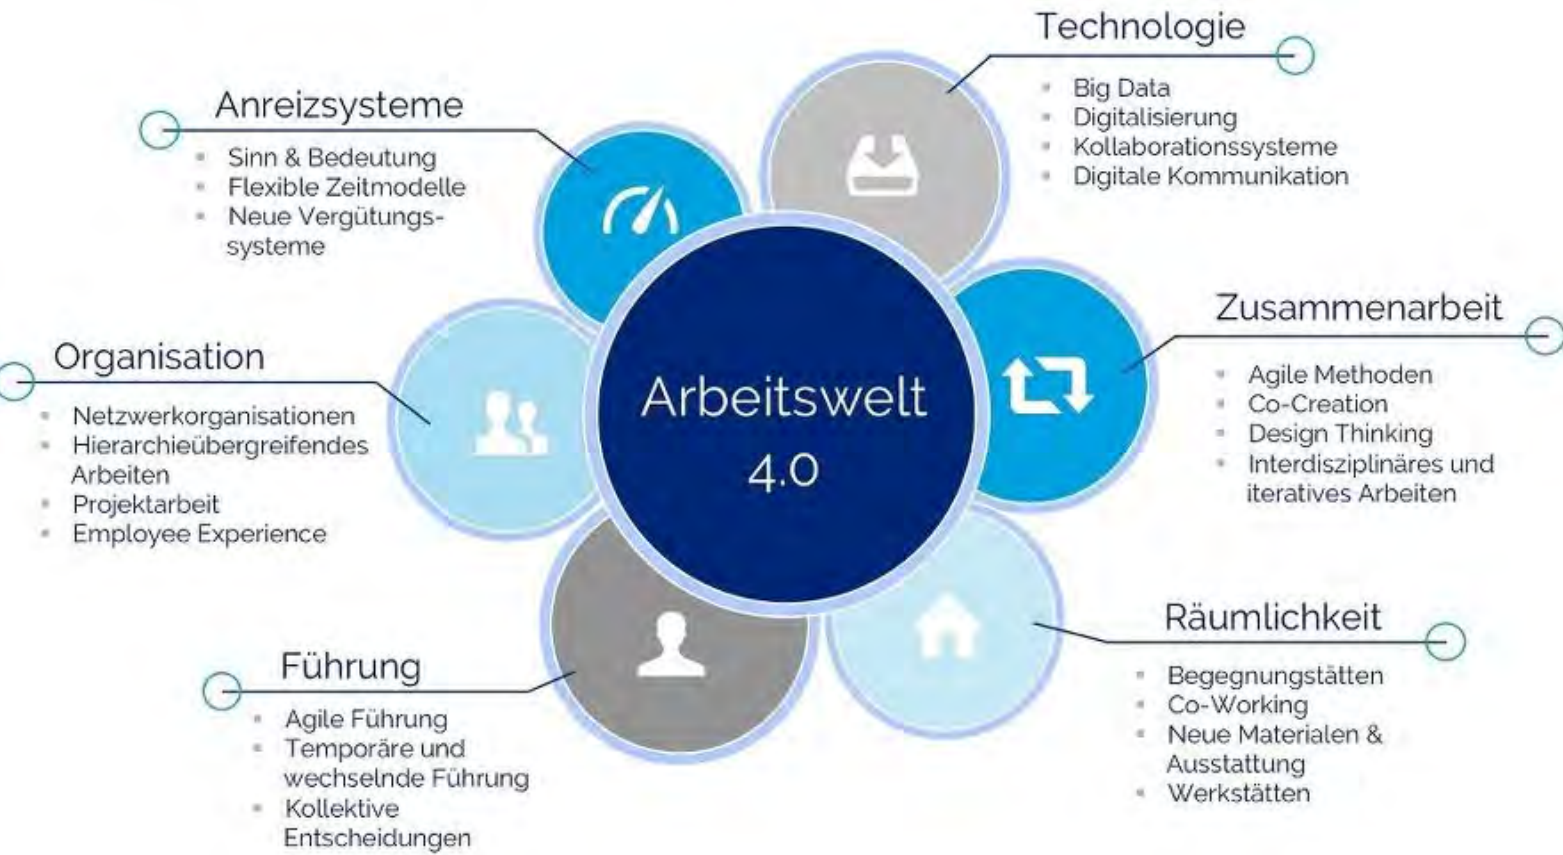 Technologie
Big Data
Digitalisierung
Kollaborationssysteme
Digitale Kommunikation
Anreizsysteme
Sinn & Bedeutung
Flexible Zeitmodelle
Neue Vergütungs-
systeme
Zusammenarbeit
Agile Methoden
Co-Creation
Design Thinking
Interdisziplinäres und
iteratives Arbeiten
Organisation
Netzwerkorganisationen
Hierarchieübergreifendes
Arbeiten
Projektarbeit
Employee Experience
Arbeitswelt
4.0
Räumlichkeit
Begegnungstätten
Co-Working
Neue Materialen &
Ausstattung
Werkstätten
Führung
Agile Führung
Temporäre und
wechselnde Führung
Kollektive
Entscheidungen